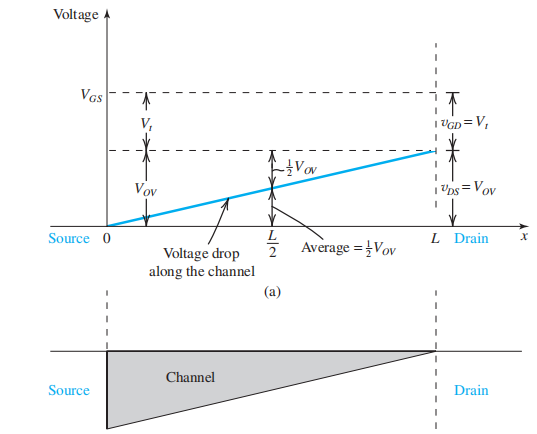 Voltage
V_GS
V_t
v_GD = V_t
½V_OV
V_OV
v_DS = V_OV
Source 0
L/2
L Drain
x
Voltage drop
along the channel
Average = ½V_OV
(a)
Channel
Source
Drain